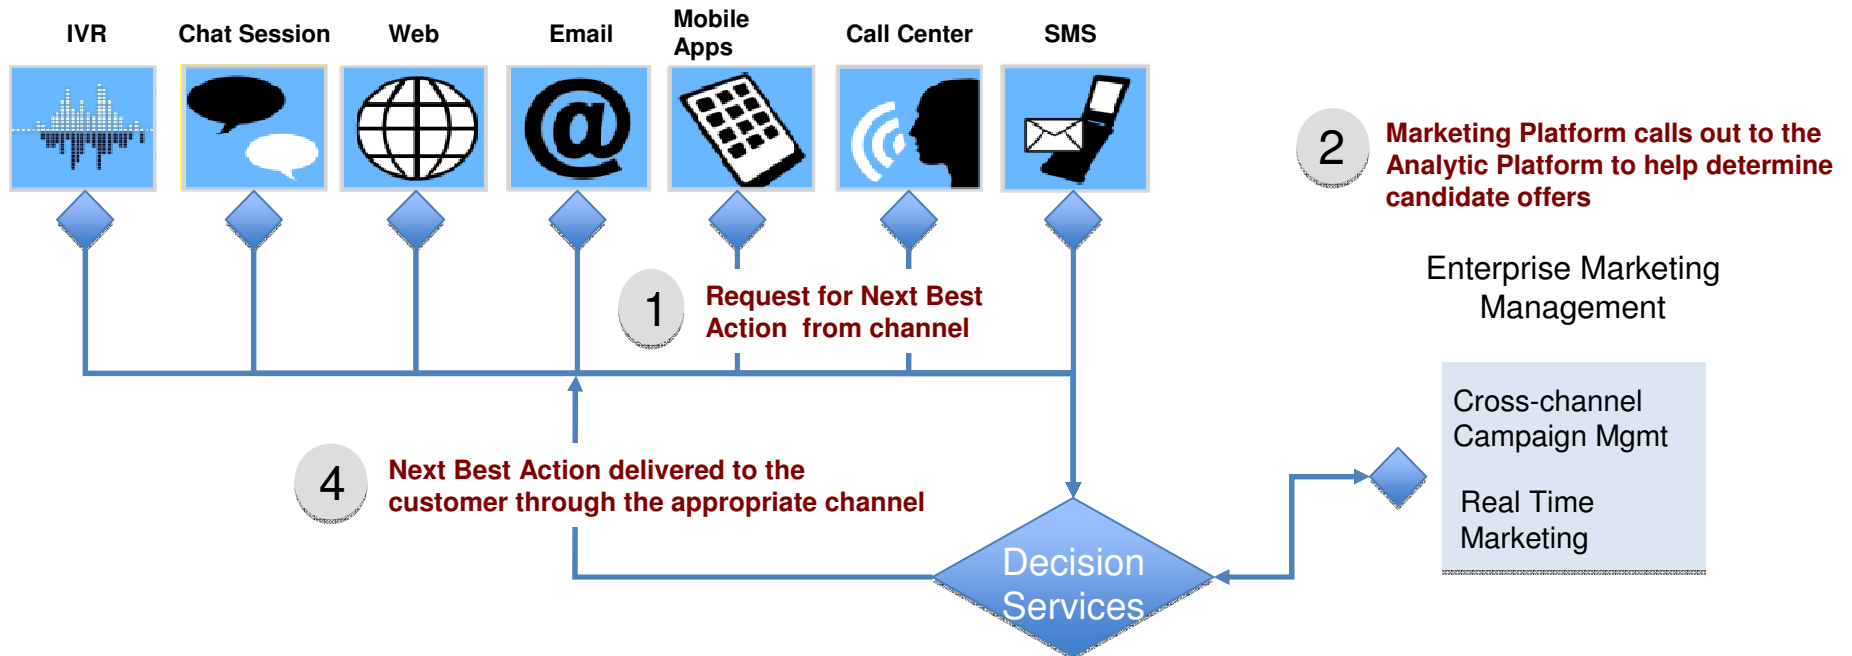 IVR
Chat Session
Web
Email
Mobile
Apps
Call Center
SMS
2
Marketing Platform calls out to the
Analytic Platform to help determine
candidate offers
Enterprise Marketing
Management
1
Request for Next Best
Action from channel
Cross-channel
Campaign Mgmt
Real Time
Marketing
4
Next Best Action delivered to the
customer through the appropriate channel
Decision
Services